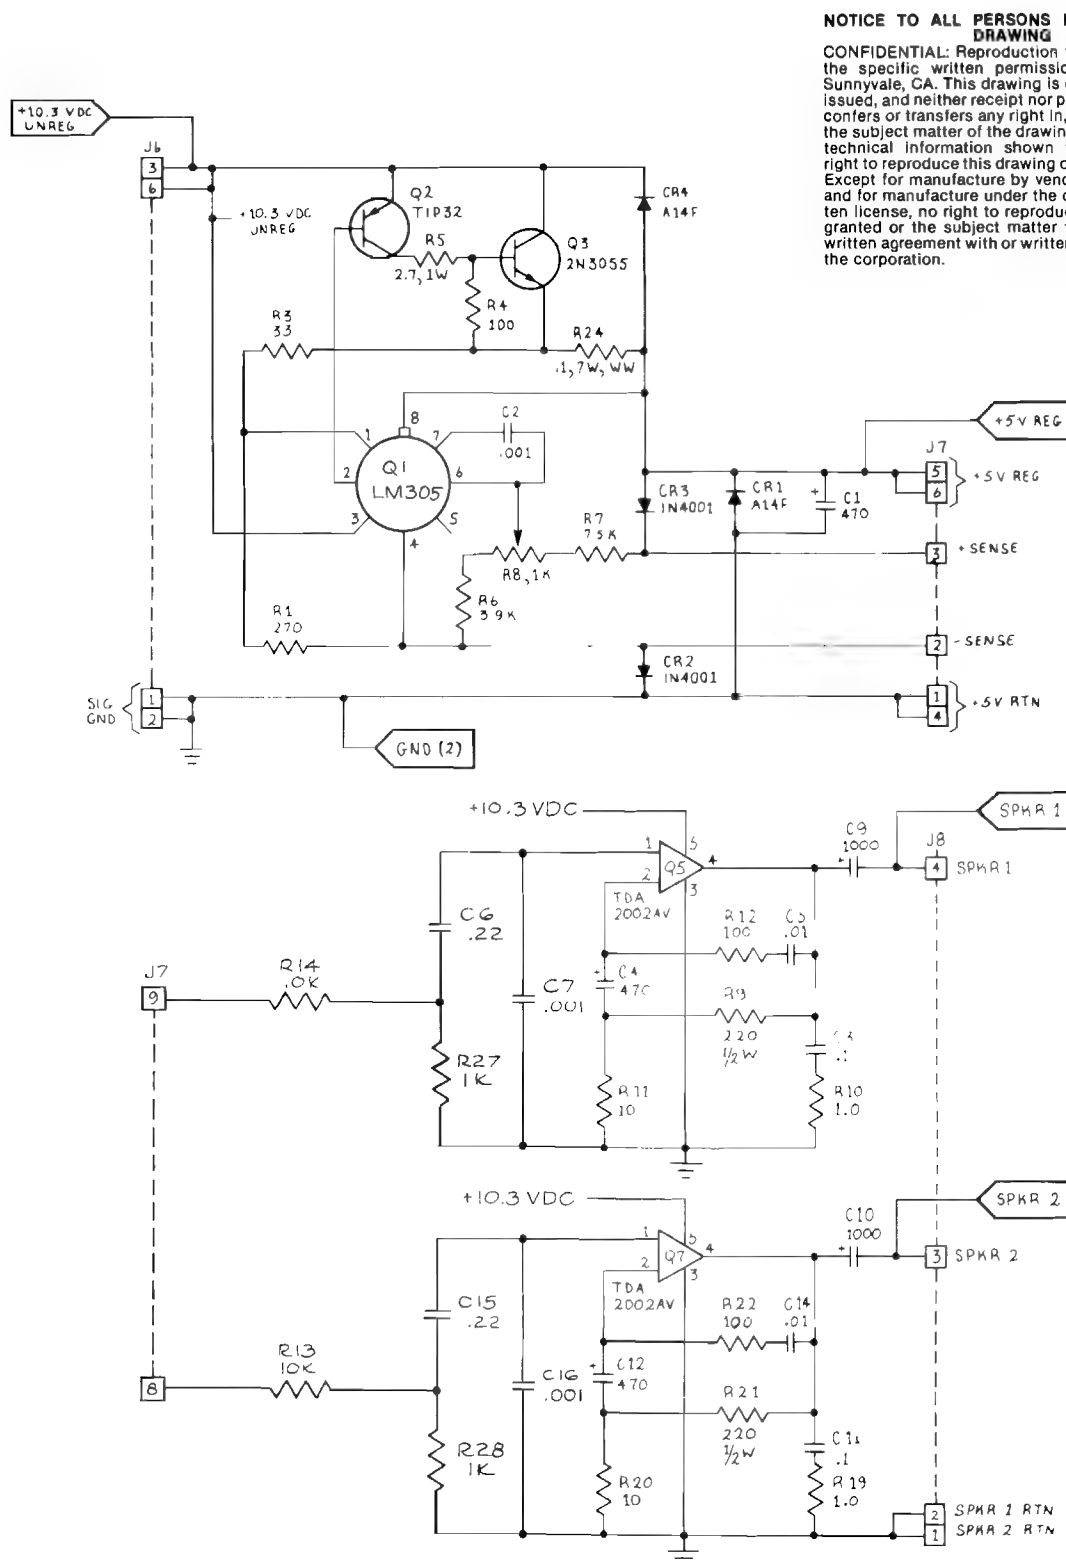 NOTICE TO ALL PERSONS
DRAWING
CONFIDENTIAL: Reproduction
the specific written
Sunnyvale, CA. This drawing is
issued, and neither receipt nor
confers or transfers any right in,
the subject matter of the
technical information shown
right to reproduce this drawing
Except for manufacture by
and for manufacture under the
ten license, no right to
granted or the subject matter
written agreement with or
the corporation.
+10.3 VDC
UNREG
J6
3
6
+10.3 VDC
UNREG
Q2
TIP32
R5
2.7, 1W
Q3
2N3055
CR4
A14F
R4
100
R3
33
R24
.1, 7W, WW
8
1
7
C2
.001
Q1
LM305
2
6
3
5
4
+5V REG
J7
5
6
+5V REG
CR3
IN4001
CR1
A14F
+
C1
470
R7
7.5K
3
+SENSE
R8, 1K
R6
3.9K
R1
270
2
-SENSE
CR2
IN4001
SIG
GND
1
2
1
4
+5V RTN
GND (2)
+10.3 VDC
SPKR 1
1
5
Q5
4
2
3
TDA
2002AV
C9
+
1000
J8
4
SPKR 1
C6
.22
R12
100
C5
.01
J7
9
R14
.0K
C7
.001
+
C4
470
R9
220
1/2W
.1
R27
1K
R11
10
R10
1.0
+10.3 VDC
SPKR 2
1
5
Q7
4
2
3
TDA
2002AV
C10
+
1000
3
SPKR 2
C15
.22
R22
100
C14
.01
R13
10K
8
C16
.001
+
C12
470
R21
220
1/2W
.1
R28
1K
R20
10
R19
1.0
2
SPKR 1 RTN
1
SPKR 2 RTN